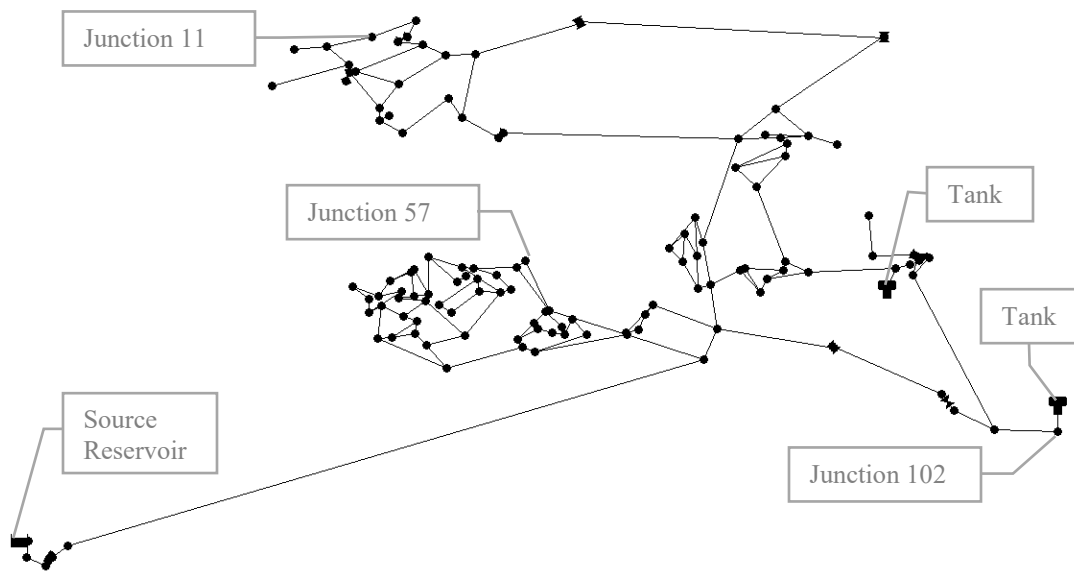 Junction 11
Tank
Junction 57
Tank
Source
Reservoir
Junction 102